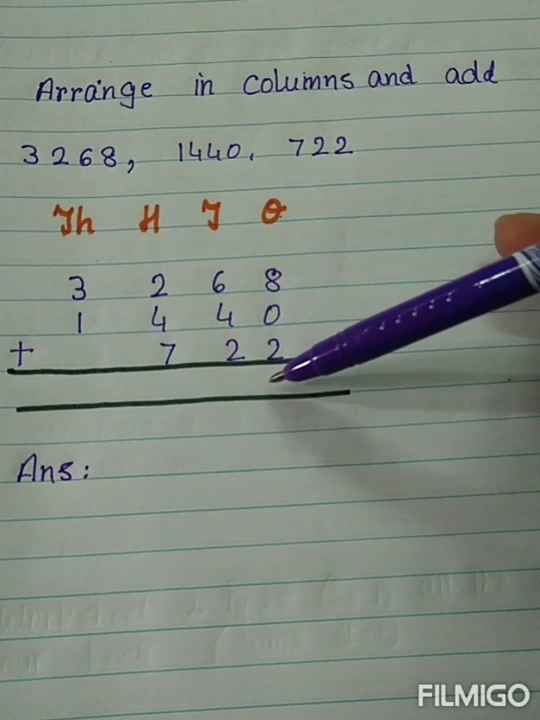 Arrange in columns and add
3268, 1440, 722
Th H T O
3 2 6 8
1 4 4 0
+ 7 2 2
Ans:
FILMIGO